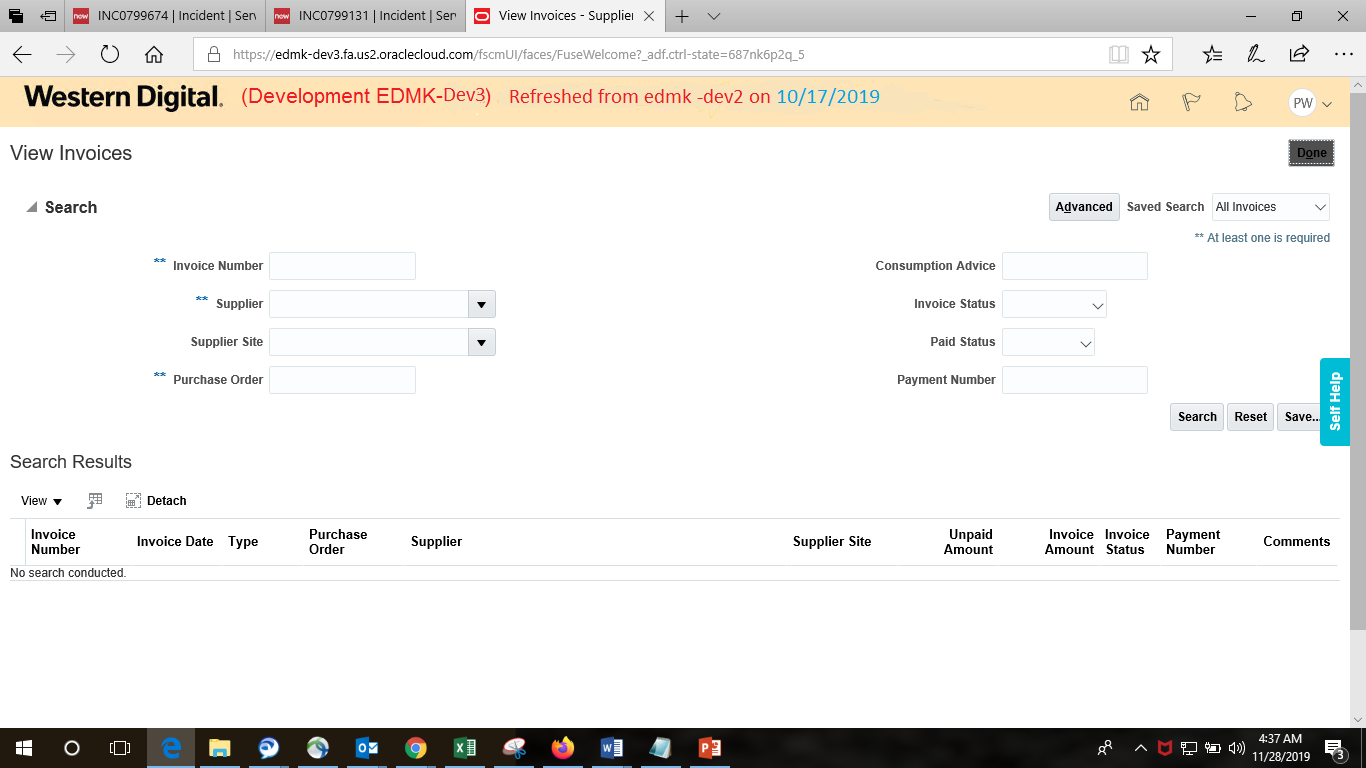 INC0799674 | Incident | Serv
INC0799131 | Incident | Serv
View Invoices - Supplier
https://edmk-dev3.fa.us2.oraclecloud.com/fscmUI/faces/FuseWelcome?_adf.ctrl-state=687nk6p2q_5
Western Digital. (Development EDMK-Dev3) Refreshed from edmk -dev2 on 10/17/2019
PW
View Invoices
Done
Search
Advanced Saved Search All Invoices
** At least one is required
** Invoice Number
Consumption Advice
** Supplier
Invoice Status
Supplier Site
Paid Status
** Purchase Order
Payment Number
Self Help
Search Reset Save...
Search Results
View Detach
Invoice Number Invoice Date Type Purchase Order Supplier Supplier Site Unpaid Amount Invoice Amount Invoice Status Payment Number Comments
No search conducted.
4:37 AM
11/28/2019
3